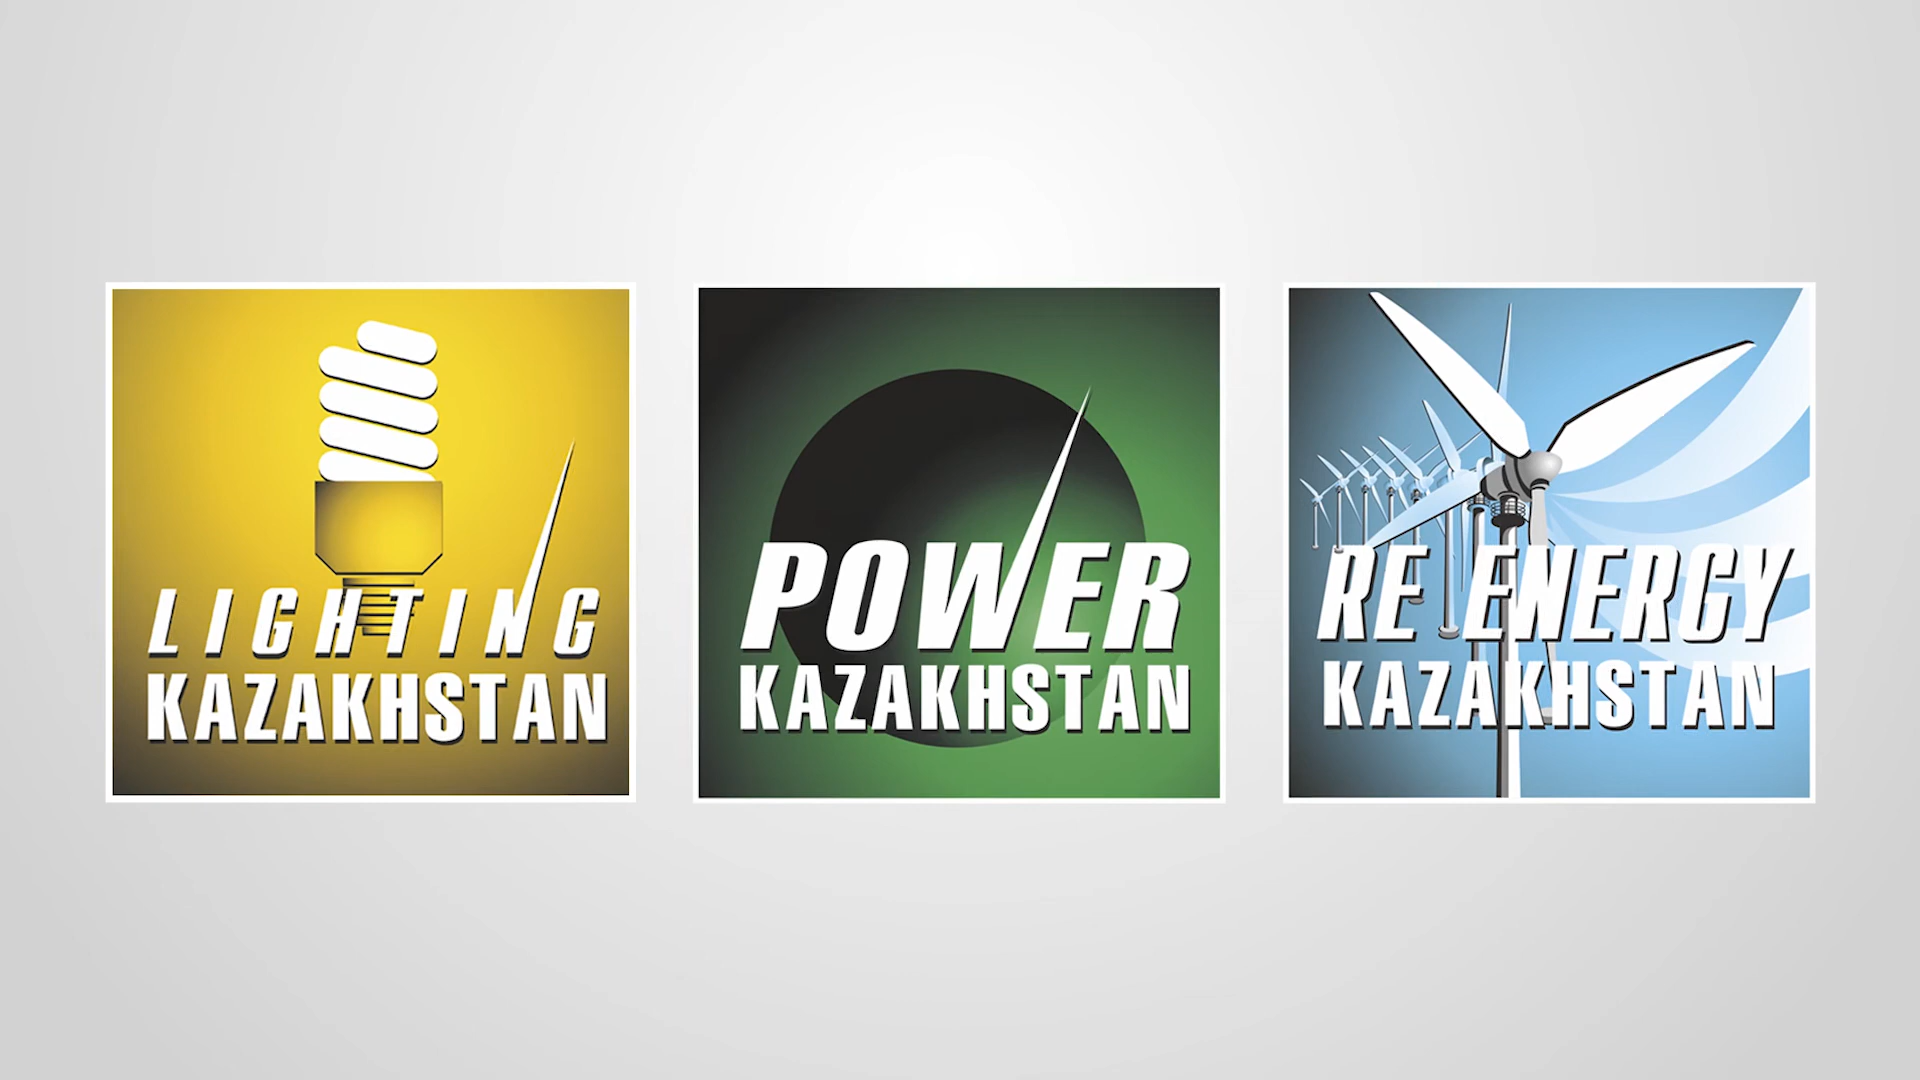 LIGHTING
KAZAKHSTAN
POWER
KAZAKHSTAN
RE ENERGY
KAZAKHSTAN